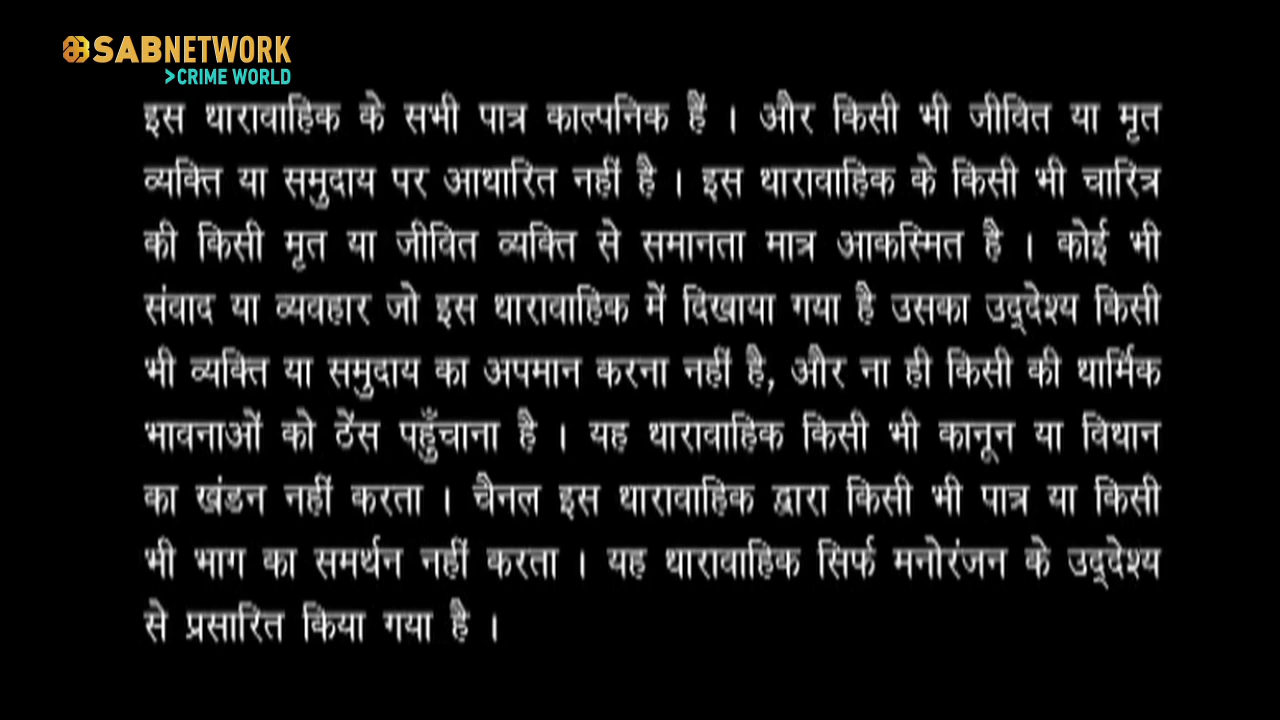 SABNETWORK
>CRIME WORLD
इस धारावाहिक के सभी पात्र काल्पनिक हैं । और किसी भी जीवित या मृत
व्यक्ति या समुदाय पर आधारित नहीं है । इस धारावाहिक के किसी भी चारित्र
की किसी मृत या जीवित व्यक्ति से समानता मात्र आकस्मित है । कोई भी
संवाद या व्यवहार जो इस धारावाहिक में दिखाया गया है उसका उद्देश्य किसी
भी व्यक्ति या समुदाय का अपमान करना नहीं है, और ना ही किसी की धार्मिक
भावनाओं को ठेंस पहुँचाना है । यह धारावाहिक किसी भी कानून या विधान
का खंडन नहीं करता । चैनल इस धारावाहिक द्वारा किसी भी पात्र या किसी
भी भाग का समर्थन नहीं करता । यह धारावाहिक सिर्फ मनोरंजन के उद्देश्य
से प्रसारित किया गया है ।